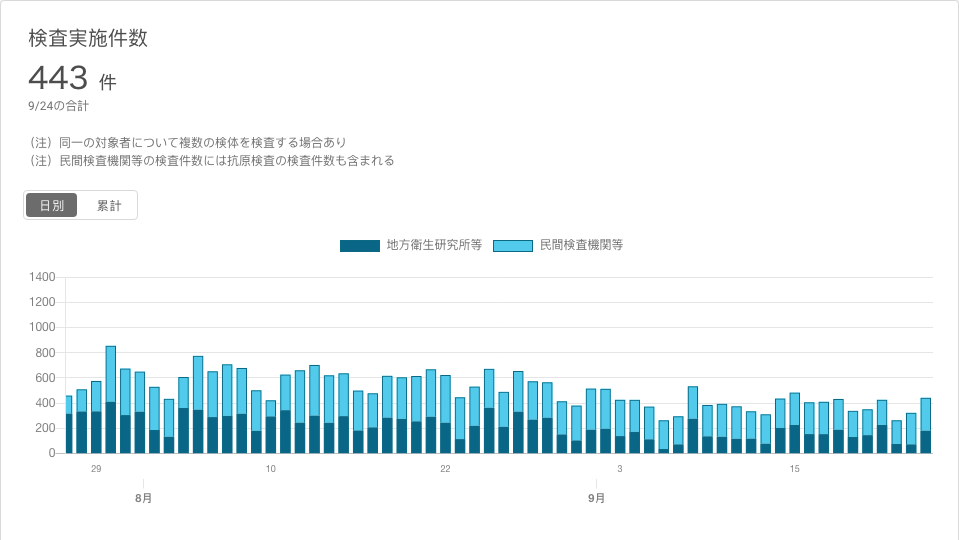 検査実施件数
443 件
9/24の合計
（注）同一の対象者について複数の検体を検査する場合あり
（注）民間検査機関等の検査件数には抗原検査の検査件数も含まれる
日別 累計
地方衛生研究所等 民間検査機関等
1400
1200
1000
800
600
400
200
0
29 10 22 3 15
8月 9月